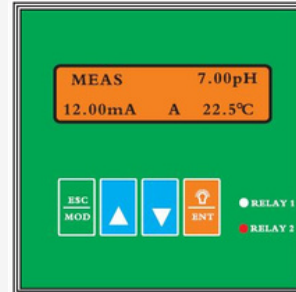 MEAS 7.00pH
12.00mA A 22.5℃
ESC
MOD
ENT
RELAY 1
RELAY 2